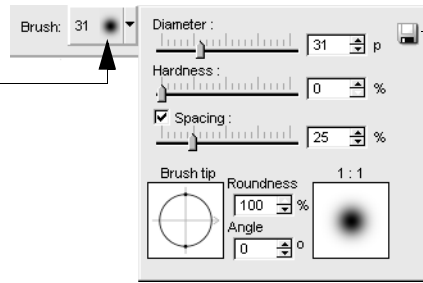 Brush: 31
Diameter :
31 p
Hardness :
0 %
Spacing :
25 %
Brush tip
Roundness
100 %
Angle
0 °
1 : 1